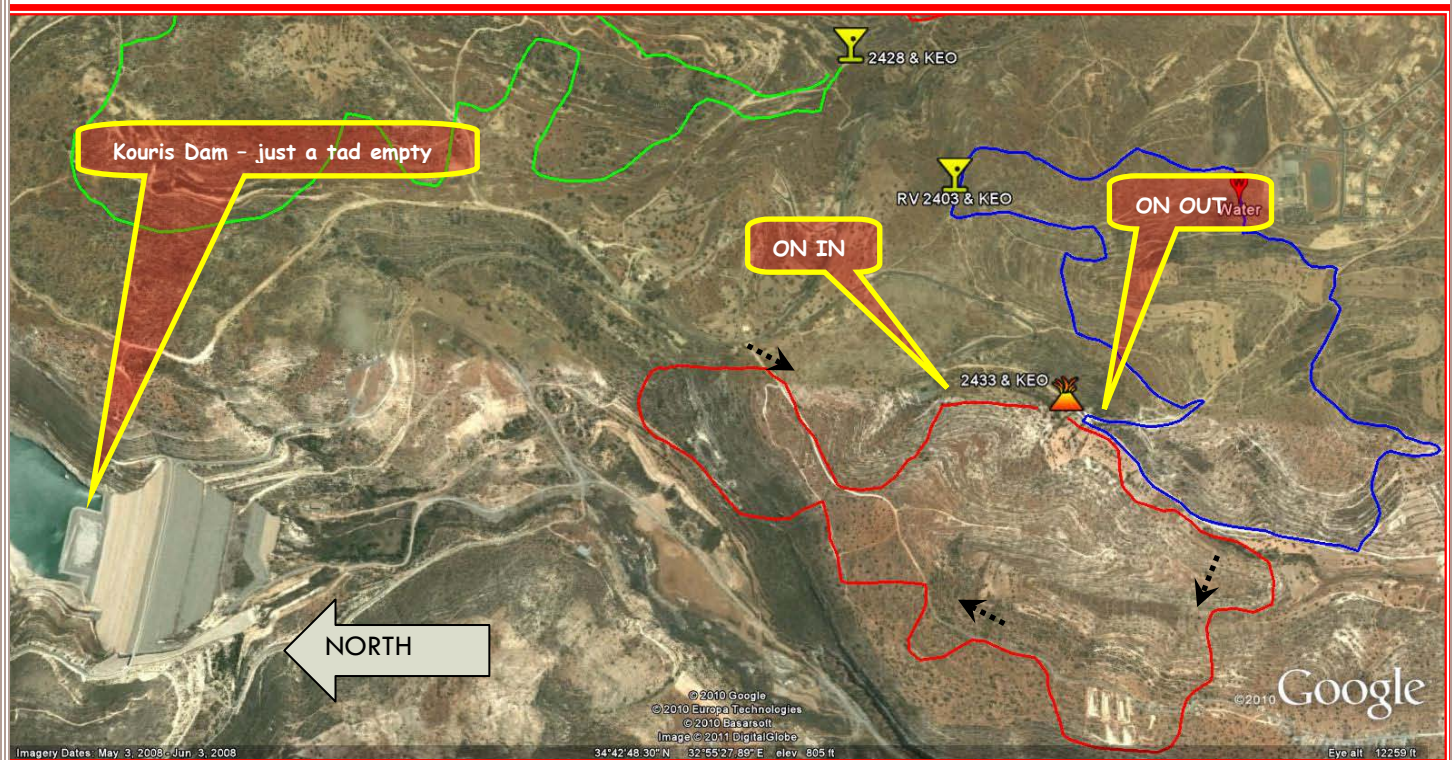 2428 & KEO
Kouris Dam – just a tad empty
RV 2403 & KEO
W
Water
ON OUT
ON IN
2433 & KEO
NORTH
© 2010 Google
© 2010 Europa Technologies
© 2010 Basarsoft
Image © 2011 DigitalGlobe
©2010 Google
Imagery Dates: May 3, 2008 - Jun 3, 2008
34°42'48.30" N 32°55'27.89" E elev 805 ft
Eye alt 12259 ft